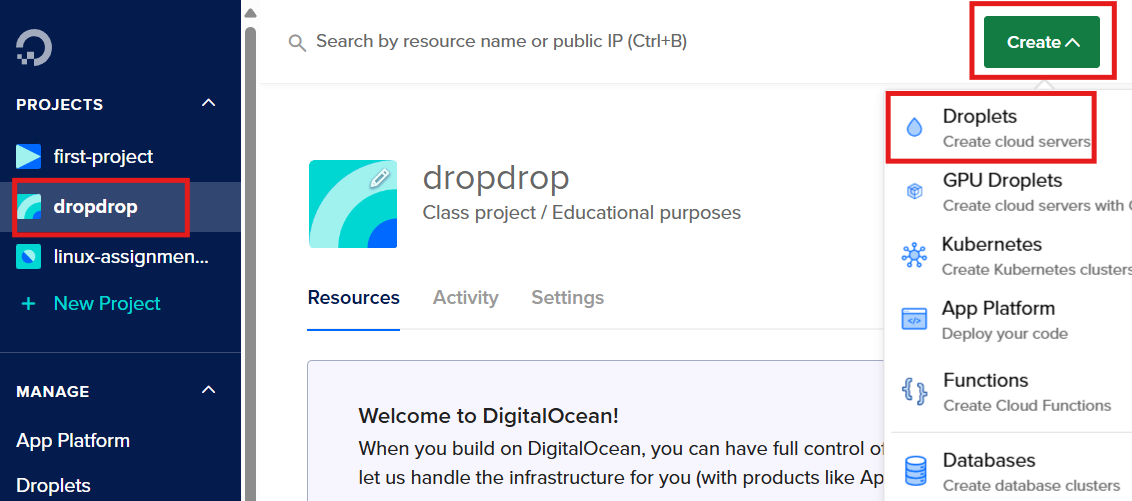 PROJECTS
first-project
dropdrop
linux-assignmen...
+ New Project
MANAGE
App Platform
Droplets
Search by resource name or public IP (Ctrl+B)
Create
dropdrop
Class project / Educational purposes
Resources Activity Settings
Welcome to DigitalOcean!
When you build on DigitalOcean, you can have full control of
let us handle the infrastructure for you (with products like Ap
Droplets
Create cloud servers
GPU Droplets
Create cloud servers with
Kubernetes
Create Kubernetes clusters
App Platform
Deploy your code
Functions
Create Cloud Functions
Databases
Create database clusters